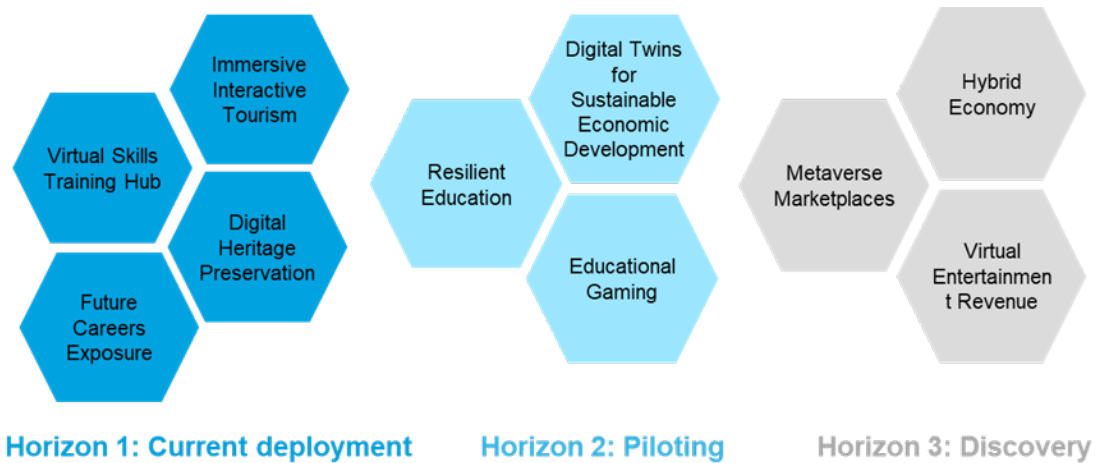 Immersive
Interactive
Tourism
Virtual Skills
Training Hub
Digital
Heritage
Preservation
Future
Careers
Exposure
Digital Twins
for
Sustainable
Economic
Development
Resilient
Education
Educational
Gaming
Hybrid
Economy
Metaverse
Marketplaces
Virtual
Entertainmen
t Revenue
Horizon 1: Current deployment
Horizon 2: Piloting
Horizon 3: Discovery